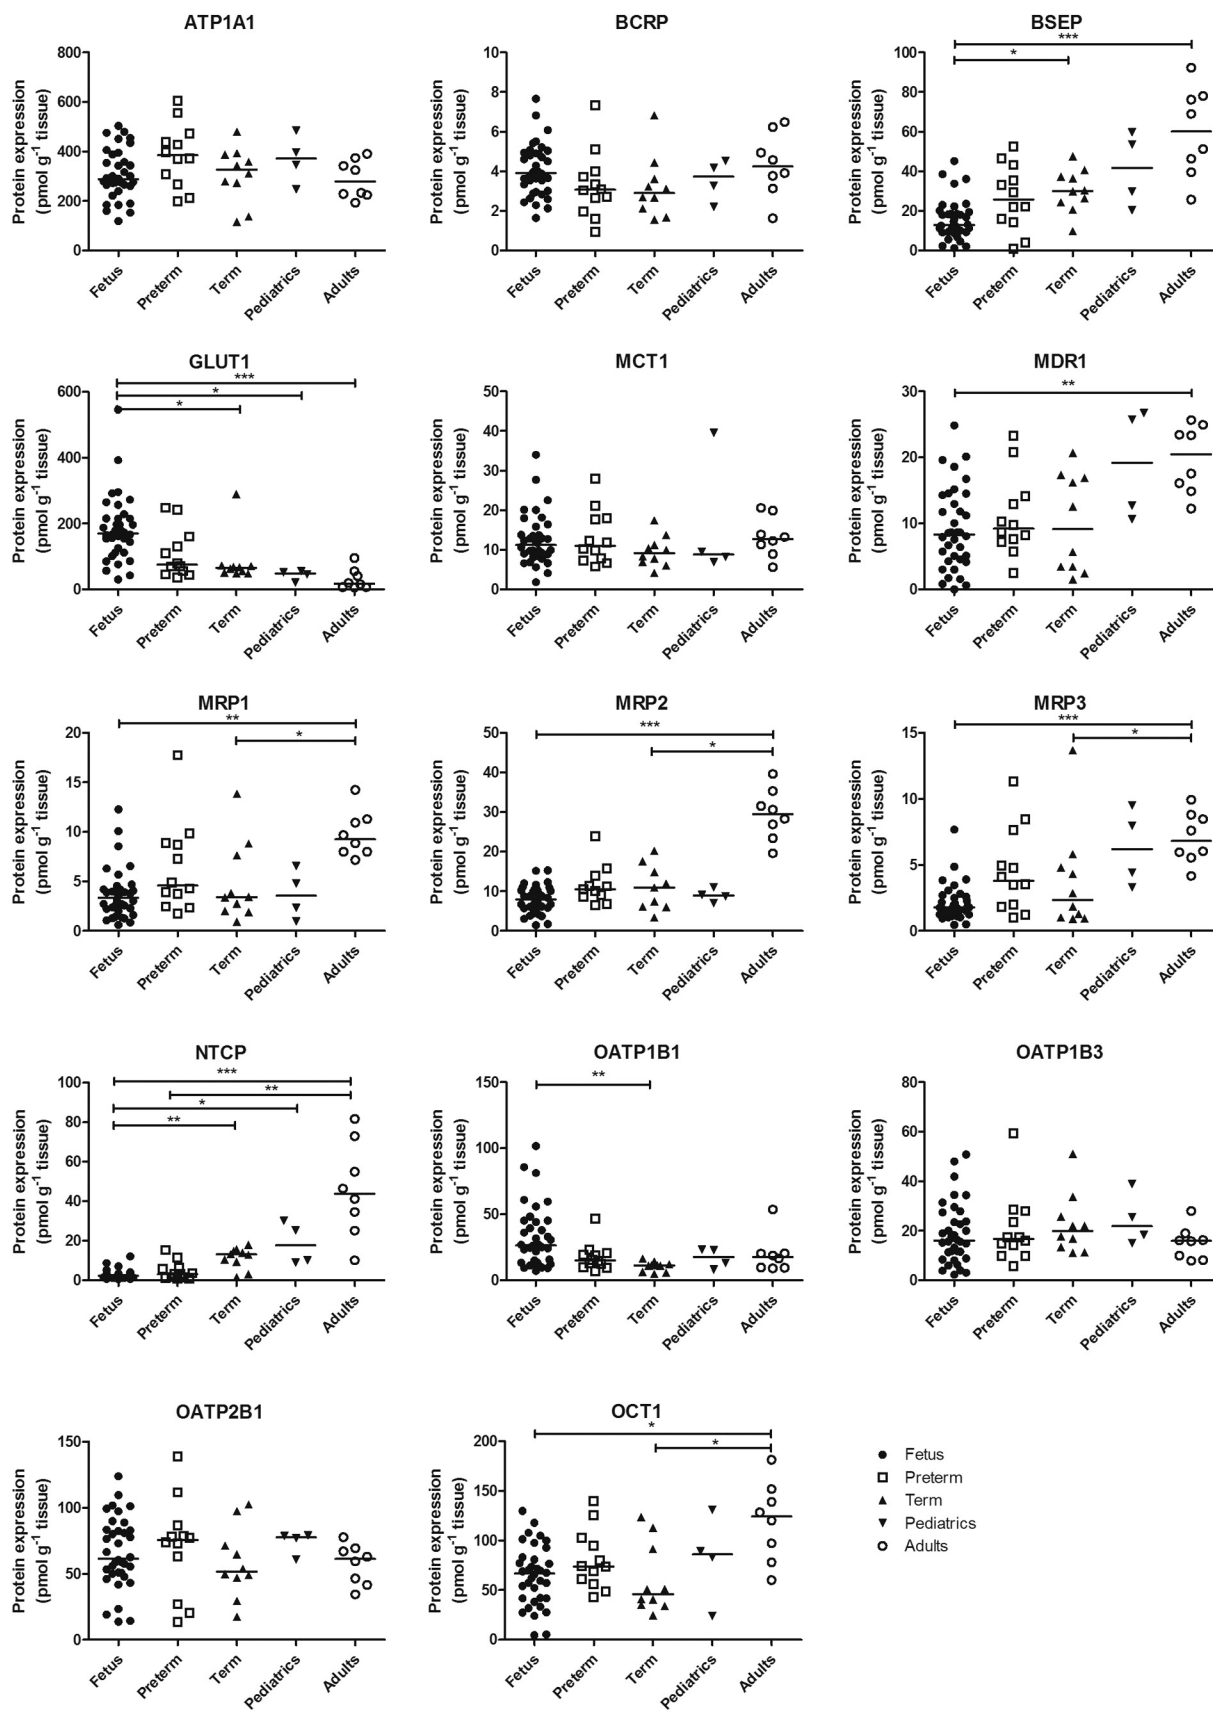 ATP1A1
Protein expression
(pmol g⁻¹ tissue)
800
600
400
200
0
Fetus
Preterm
Term
Pediatrics
Adults
BCRP
Protein expression
(pmol g⁻¹ tissue)
10
8
6
4
2
0
Fetus
Preterm
Term
Pediatrics
Adults
BSEP
***
*
Protein expression
(pmol g⁻¹ tissue)
100
80
60
40
20
0
Fetus
Preterm
Term
Pediatrics
Adults
GLUT1
***
*
*
Protein expression
(pmol g⁻¹ tissue)
600
400
200
0
Fetus
Preterm
Term
Pediatrics
Adults
MCT1
Protein expression
(pmol g⁻¹ tissue)
50
40
30
20
10
0
Fetus
Preterm
Term
Pediatrics
Adults
MDR1
**
Protein expression
(pmol g⁻¹ tissue)
30
20
10
0
Fetus
Preterm
Term
Pediatrics
Adults
MRP1
**
*
Protein expression
(pmol g⁻¹ tissue)
20
15
10
5
0
Fetus
Preterm
Term
Pediatrics
Adults
MRP2
***
*
Protein expression
(pmol g⁻¹ tissue)
50
40
30
20
10
0
Fetus
Preterm
Term
Pediatrics
Adults
MRP3
***
*
Protein expression
(pmol g⁻¹ tissue)
15
10
5
0
Fetus
Preterm
Term
Pediatrics
Adults
NTCP
***
**
*
**
Protein expression
(pmol g⁻¹ tissue)
100
80
60
40
20
0
Fetus
Preterm
Term
Pediatrics
Adults
OATP1B1
**
Protein expression
(pmol g⁻¹ tissue)
150
100
50
0
Fetus
Preterm
Term
Pediatrics
Adults
OATP1B3
Protein expression
(pmol g⁻¹ tissue)
80
60
40
20
0
Fetus
Preterm
Term
Pediatrics
Adults
OATP2B1
Protein expression
(pmol g⁻¹ tissue)
150
100
50
0
Fetus
Preterm
Term
Pediatrics
Adults
OCT1
*
*
Protein expression
(pmol g⁻¹ tissue)
200
150
100
50
0
Fetus
Preterm
Term
Pediatrics
Adults
Fetus
Preterm
Term
Pediatrics
Adults